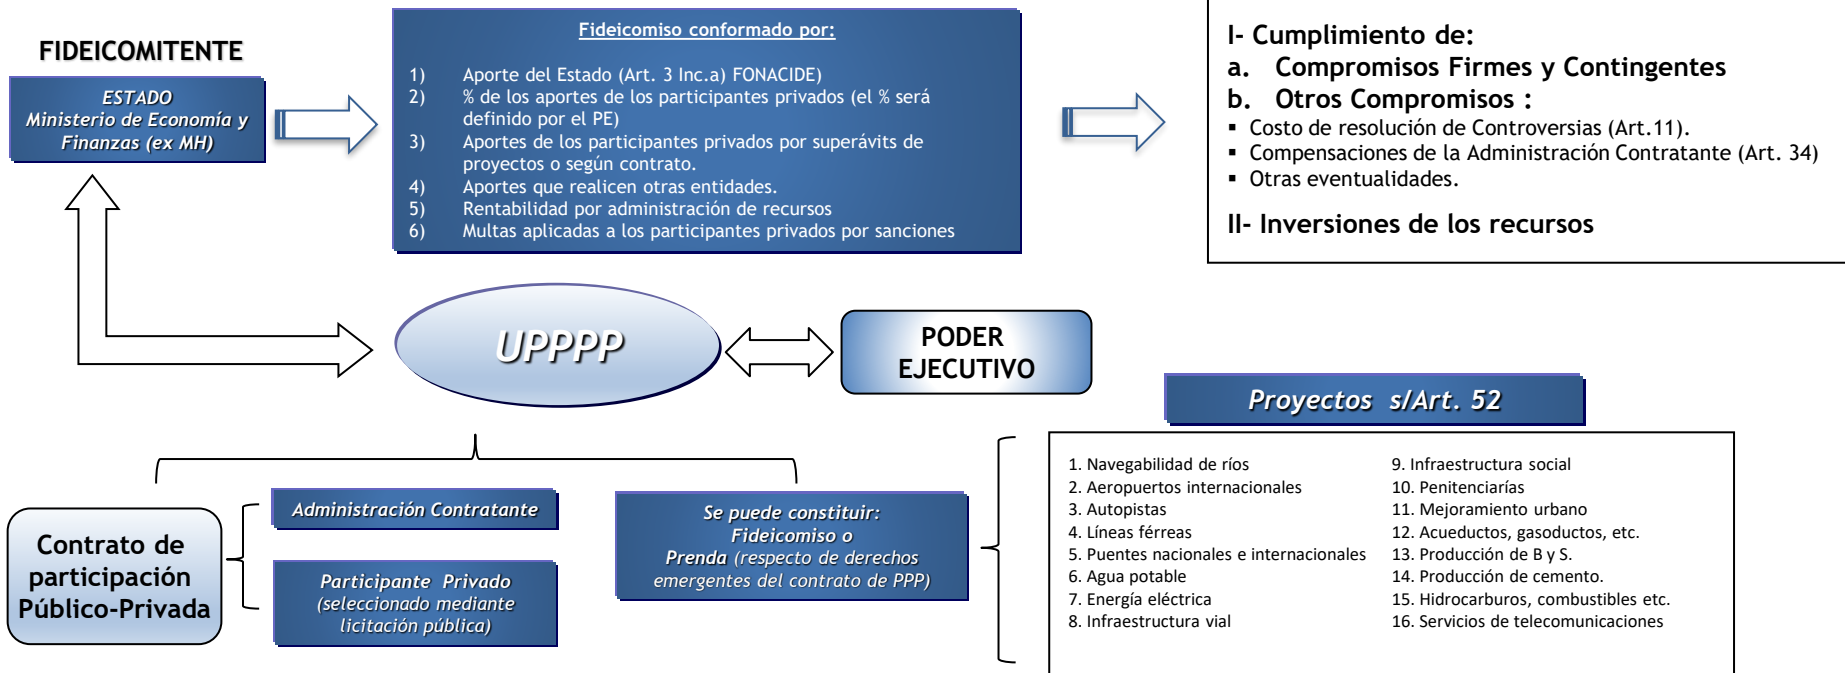 FIDEICOMITENTE
ESTADO
Ministerio de Economía y
Finanzas (ex MH)
Fideicomiso conformado por:
1) Aporte del Estado (Art. 3 Inc.a) FONACIDE)
2) % de los aportes de los participantes privados (el % será
definido por el PE)
3) Aportes de los participantes privados por superávits de
proyectos o según contrato.
4) Aportes que realicen otras entidades.
5) Rentabilidad por administración de recursos
6) Multas aplicadas a los participantes privados por sanciones
I- Cumplimiento de:
a. Compromisos Firmes y Contingentes
b. Otros Compromisos :
▪ Costo de resolución de Controversias (Art.11).
▪ Compensaciones de la Administración Contratante (Art. 34)
▪ Otras eventualidades.
II- Inversiones de los recursos
UPPPP
PODER
EJECUTIVO
Contrato de
participación
Público-Privada
Administración Contratante
Participante Privado
(seleccionado mediante
licitación pública)
Se puede constituir:
Fideicomiso o
Prenda (respecto de derechos
emergentes del contrato de PPP)
Proyectos s/Art. 52
1. Navegabilidad de ríos
2. Aeropuertos internacionales
3. Autopistas
4. Líneas férreas
5. Puentes nacionales e internacionales
6. Agua potable
7. Energía eléctrica
8. Infraestructura vial
9. Infraestructura social
10. Penitenciarías
11. Mejoramiento urbano
12. Acueductos, gasoductos, etc.
13. Producción de B y S.
14. Producción de cemento.
15. Hidrocarburos, combustibles etc.
16. Servicios de telecomunicaciones